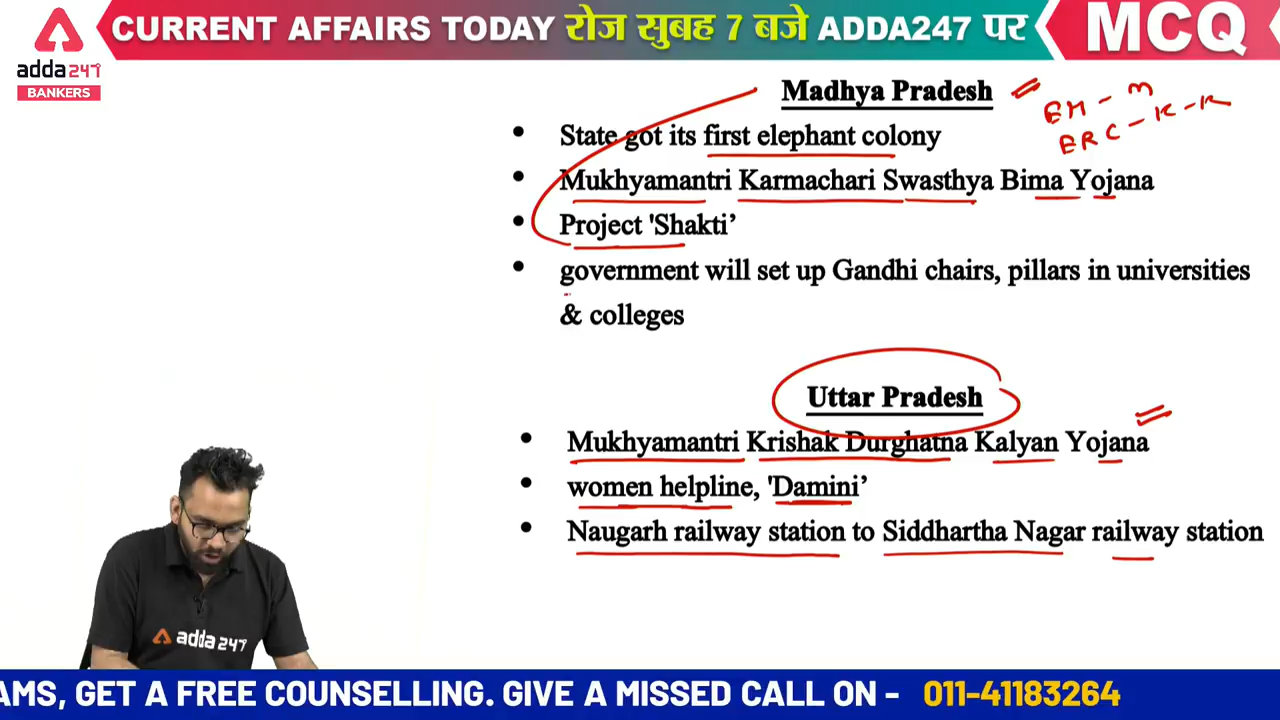 CURRENT AFFAIRS TODAY रोज सुबह 7 बजे ADDA247 पर
MCQ
adda247
BANKERS
Madhya Pradesh
EM - M
ERC - K - K
• State got its first elephant colony
• Mukhyamantri Karmachari Swasthya Bima Yojana
• Project 'Shakti’
• government will set up Gandhi chairs, pillars in universities
& colleges
Uttar Pradesh
• Mukhyamantri Krishak Durghatna Kalyan Yojana
• women helpline, 'Damini’
• Naugarh railway station to Siddhartha Nagar railway station
adda247
AMS, GET A FREE COUNSELLING. GIVE A MISSED CALL ON - 011-41183264